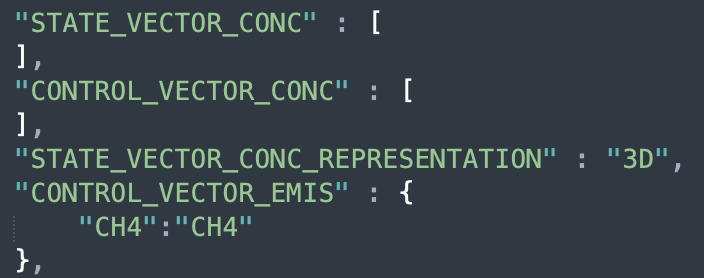 "STATE_VECTOR_CONC" : [
],
"CONTROL_VECTOR_CONC" : [
],
"STATE_VECTOR_CONC_REPRESENTATION" : "3D",
"CONTROL_VECTOR_EMIS" : {
    "CH4":"CH4"
},